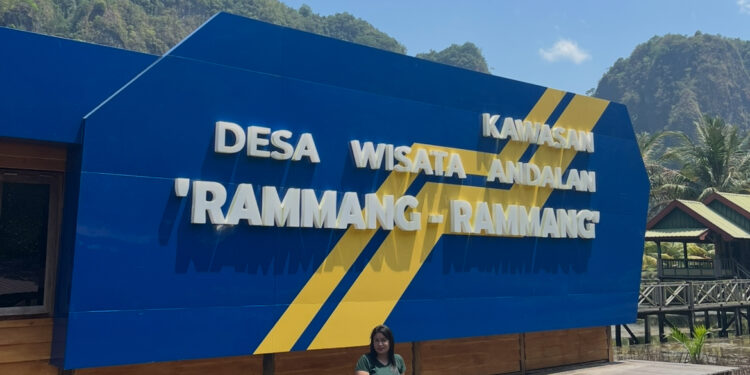 KAWASAN
DESA WISATA ANDALAN
'RAMMANG - RAMMANG'